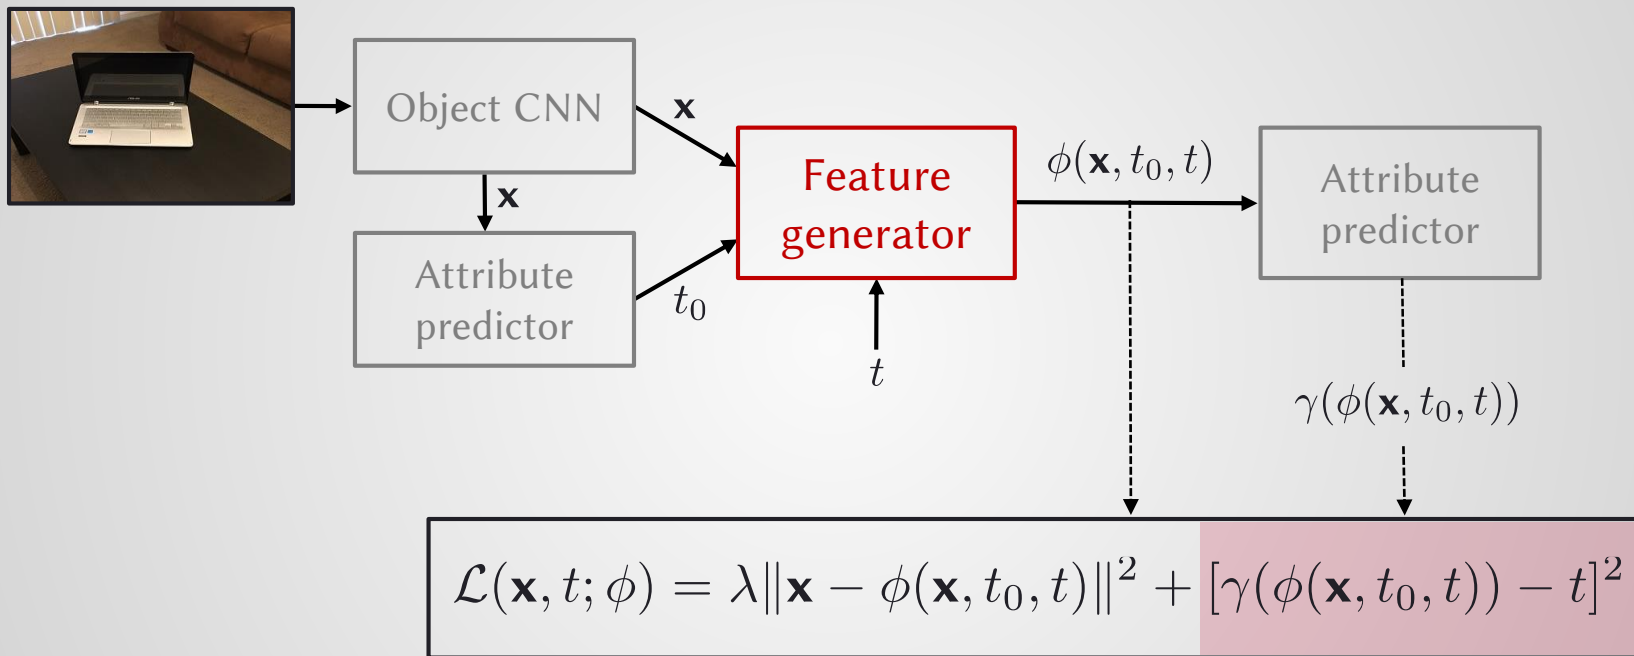 Object CNN
x
x
Attribute
predictor
t₀
Feature
generator
t
ϕ(x, t₀, t)
Attribute
predictor
γ(ϕ(x, t₀, t))
ℒ(x, t; ϕ) = λ‖x − ϕ(x, t₀, t)‖² + [γ(ϕ(x, t₀, t)) − t]²